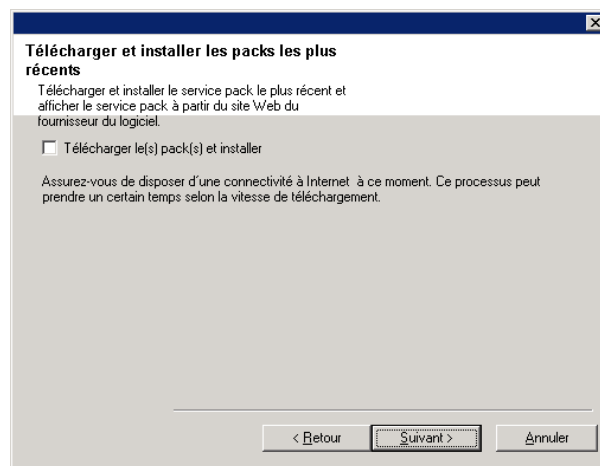 Télécharger et installer les packs les plus
récents
Télécharger et installer le service pack le plus récent et
afficher le service pack à partir du site Web du
fournisseur du logiciel.
Télécharger le(s) pack(s) et installer
Assurez-vous de disposer d'une connectivité à Internet à ce moment. Ce processus peut
prendre un certain temps selon la vitesse de téléchargement.
< Retour
Suivant >
Annuler